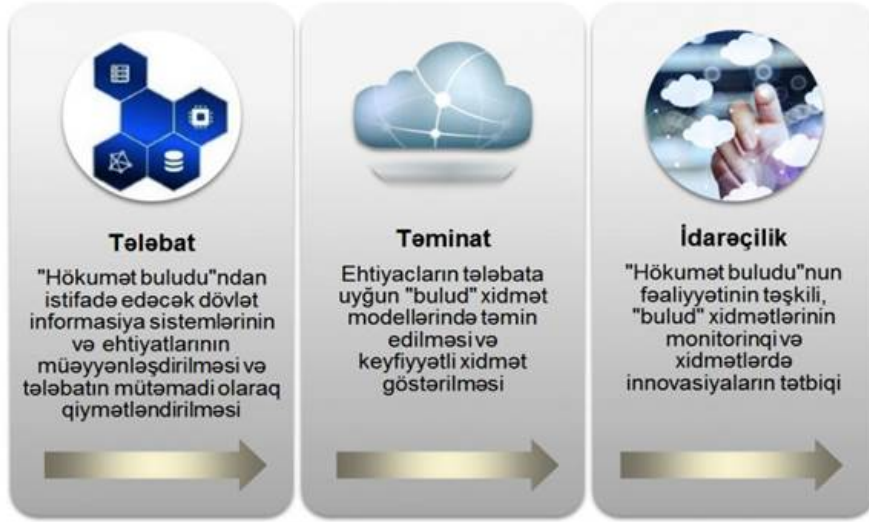 Tələbat
"Hökumət buludu"ndan
istifadə edəcək dövlət
informasiya sistemlərinin
və ehtiyatlarının
müəyyənləşdirilməsi və
tələbatın mütəmadi olaraq
qiymətləndirilməsi
Təminat
Ehtiyacların tələbata
uyğun "bulud" xidmət
modellərində təmin
edilməsi və
keyfiyyətli xidmət
göstərilməsi
İdarəçilik
"Hökumət buludu"nun
fəaliyyətinin təşkili,
"bulud" xidmətlərinin
monitorinqi və
xidmətlərdə
innovasiyaların tətbiqi